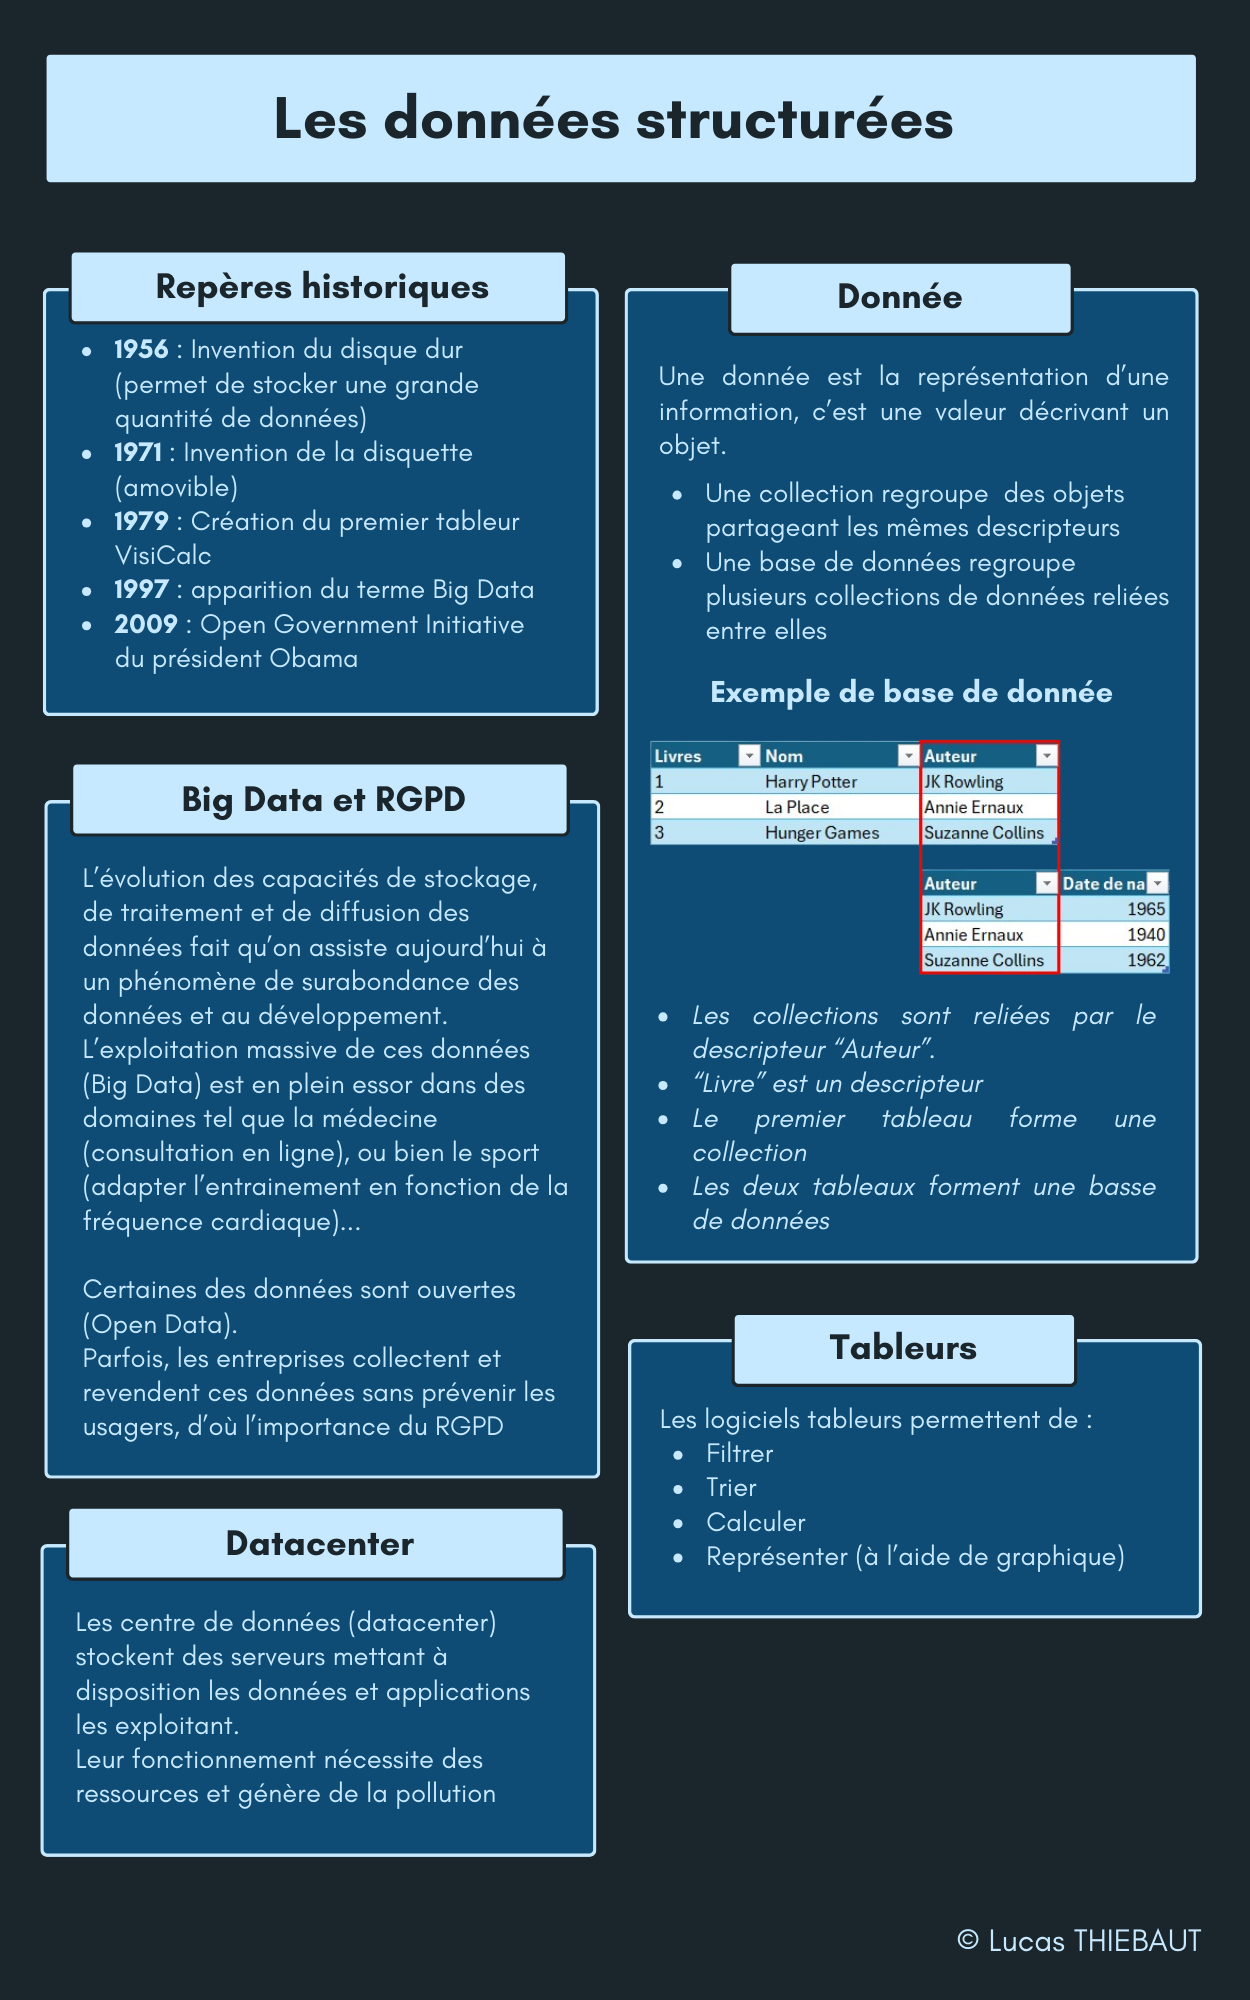 Les données structurées
Repères historiques
• 1956 : Invention du disque dur
(permet de stocker une grande
quantité de données)
• 1971 : Invention de la disquette
(amovible)
• 1979 : Création du premier tableur
VisiCalc
• 1997 : apparition du terme Big Data
• 2009 : Open Government Initiative
du président Obama
Big Data et RGPD
L’évolution des capacités de stockage,
de traitement et de diffusion des
données fait qu’on assiste aujourd’hui à
un phénomène de surabondance des
données et au développement.
L’exploitation massive de ces données
(Big Data) est en plein essor dans des
domaines tel que la médecine
(consultation en ligne), ou bien le sport
(adapter l’entrainement en fonction de la
fréquence cardiaque)...
Certaines des données sont ouvertes
(Open Data).
Parfois, les entreprises collectent et
revendent ces données sans prévenir les
usagers, d’où l’importance du RGPD
Datacenter
Les centre de données (datacenter)
stockent des serveurs mettant à
disposition les données et applications
les exploitant.
Leur fonctionnement nécessite des
ressources et génère de la pollution
Donnée
Une donnée est la représentation d’une
information, c’est une valeur décrivant un
objet.
• Une collection regroupe des objets
partageant les mêmes descripteurs
• Une base de données regroupe
plusieurs collections de données reliées
entre elles
Exemple de base de donnée
Livres Nom Auteur
1 Harry Potter JK Rowling
2 La Place Annie Ernaux
3 Hunger Games Suzanne Collins
Auteur Date de na
JK Rowling 1965
Annie Ernaux 1940
Suzanne Collins 1962
• Les collections sont reliées par le
descripteur “Auteur”.
• “Livre” est un descripteur
• Le premier tableau forme une
collection
• Les deux tableaux forment une basse
de données
Tableurs
Les logiciels tableurs permettent de :
• Filtrer
• Trier
• Calculer
• Représenter (à l’aide de graphique)
© Lucas THIEBAUT